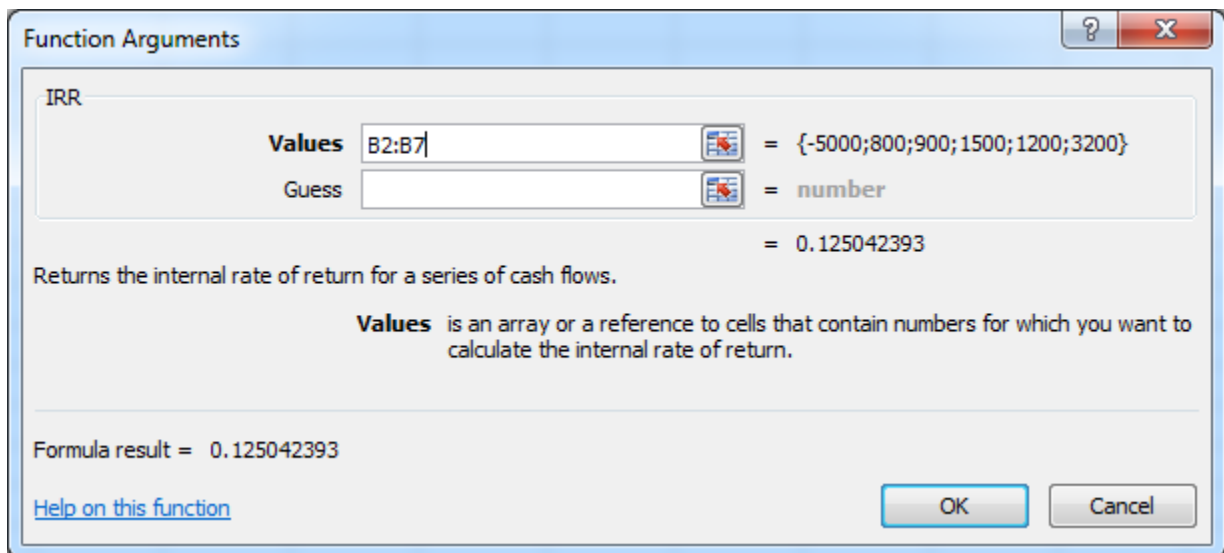 Function Arguments
?
IRR
Values B2:B7 = {-5000;800;900;1500;1200;3200}
Guess = number
= 0.125042393
Returns the internal rate of return for a series of cash flows.
Values is an array or a reference to cells that contain numbers for which you want to
calculate the internal rate of return.
Formula result = 0.125042393
Help on this function
OK Cancel